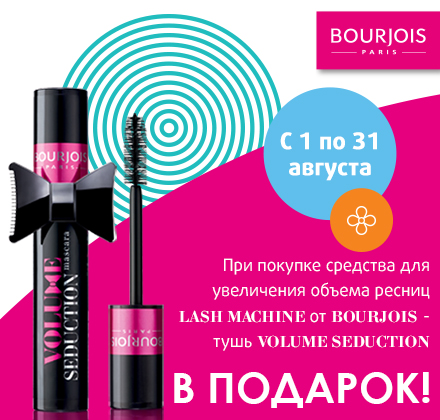 BOURJOIS
PARIS
С 1 по 31
августа
BOURJOIS
PARIS
VOLUME
SEDUCTION
mascara
При покупке средства для
увеличения объема ресниц
LASH MACHINE от BOURJOIS -
тушь VOLUME SEDUCTION
В ПОДАРОК!
BOURJOIS
PARIS